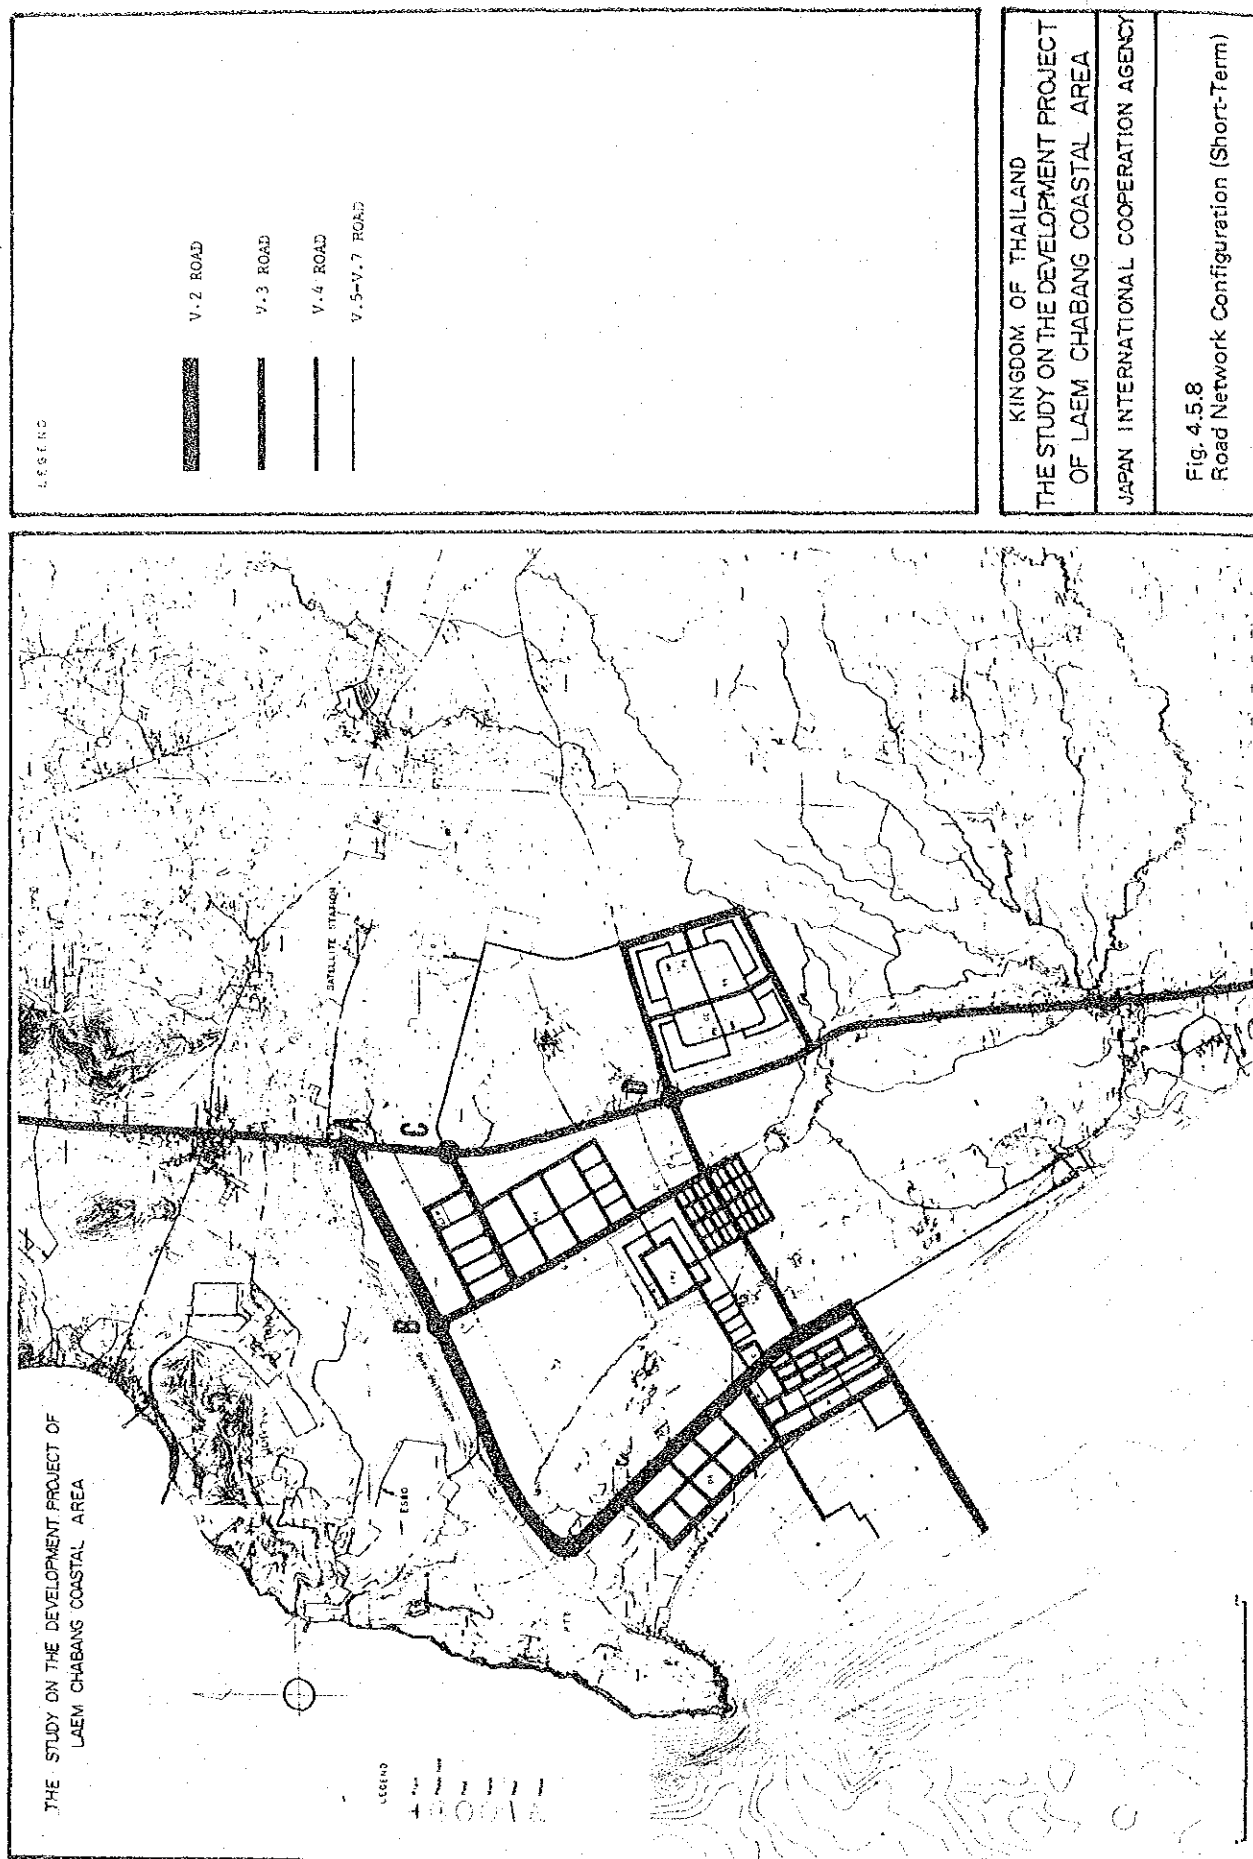 THE STUDY ON THE DEVELOPMENT PROJECT OF
LAEM CHABANG COASTAL AREA
LEGEND
ESSO
SATELLITE STATION
A
B
C
D
LEGEND
V.2 ROAD
V.3 ROAD
V.4 ROAD
V.5-V.7 ROAD
KINGDOM OF THAILAND
THE STUDY ON THE DEVELOPMENT PROJECT
OF LAEM CHABANG COASTAL AREA
JAPAN INTERNATIONAL COOPERATION AGENCY
Fig. 4.5.8
Road Network Configuration (Short-Term)